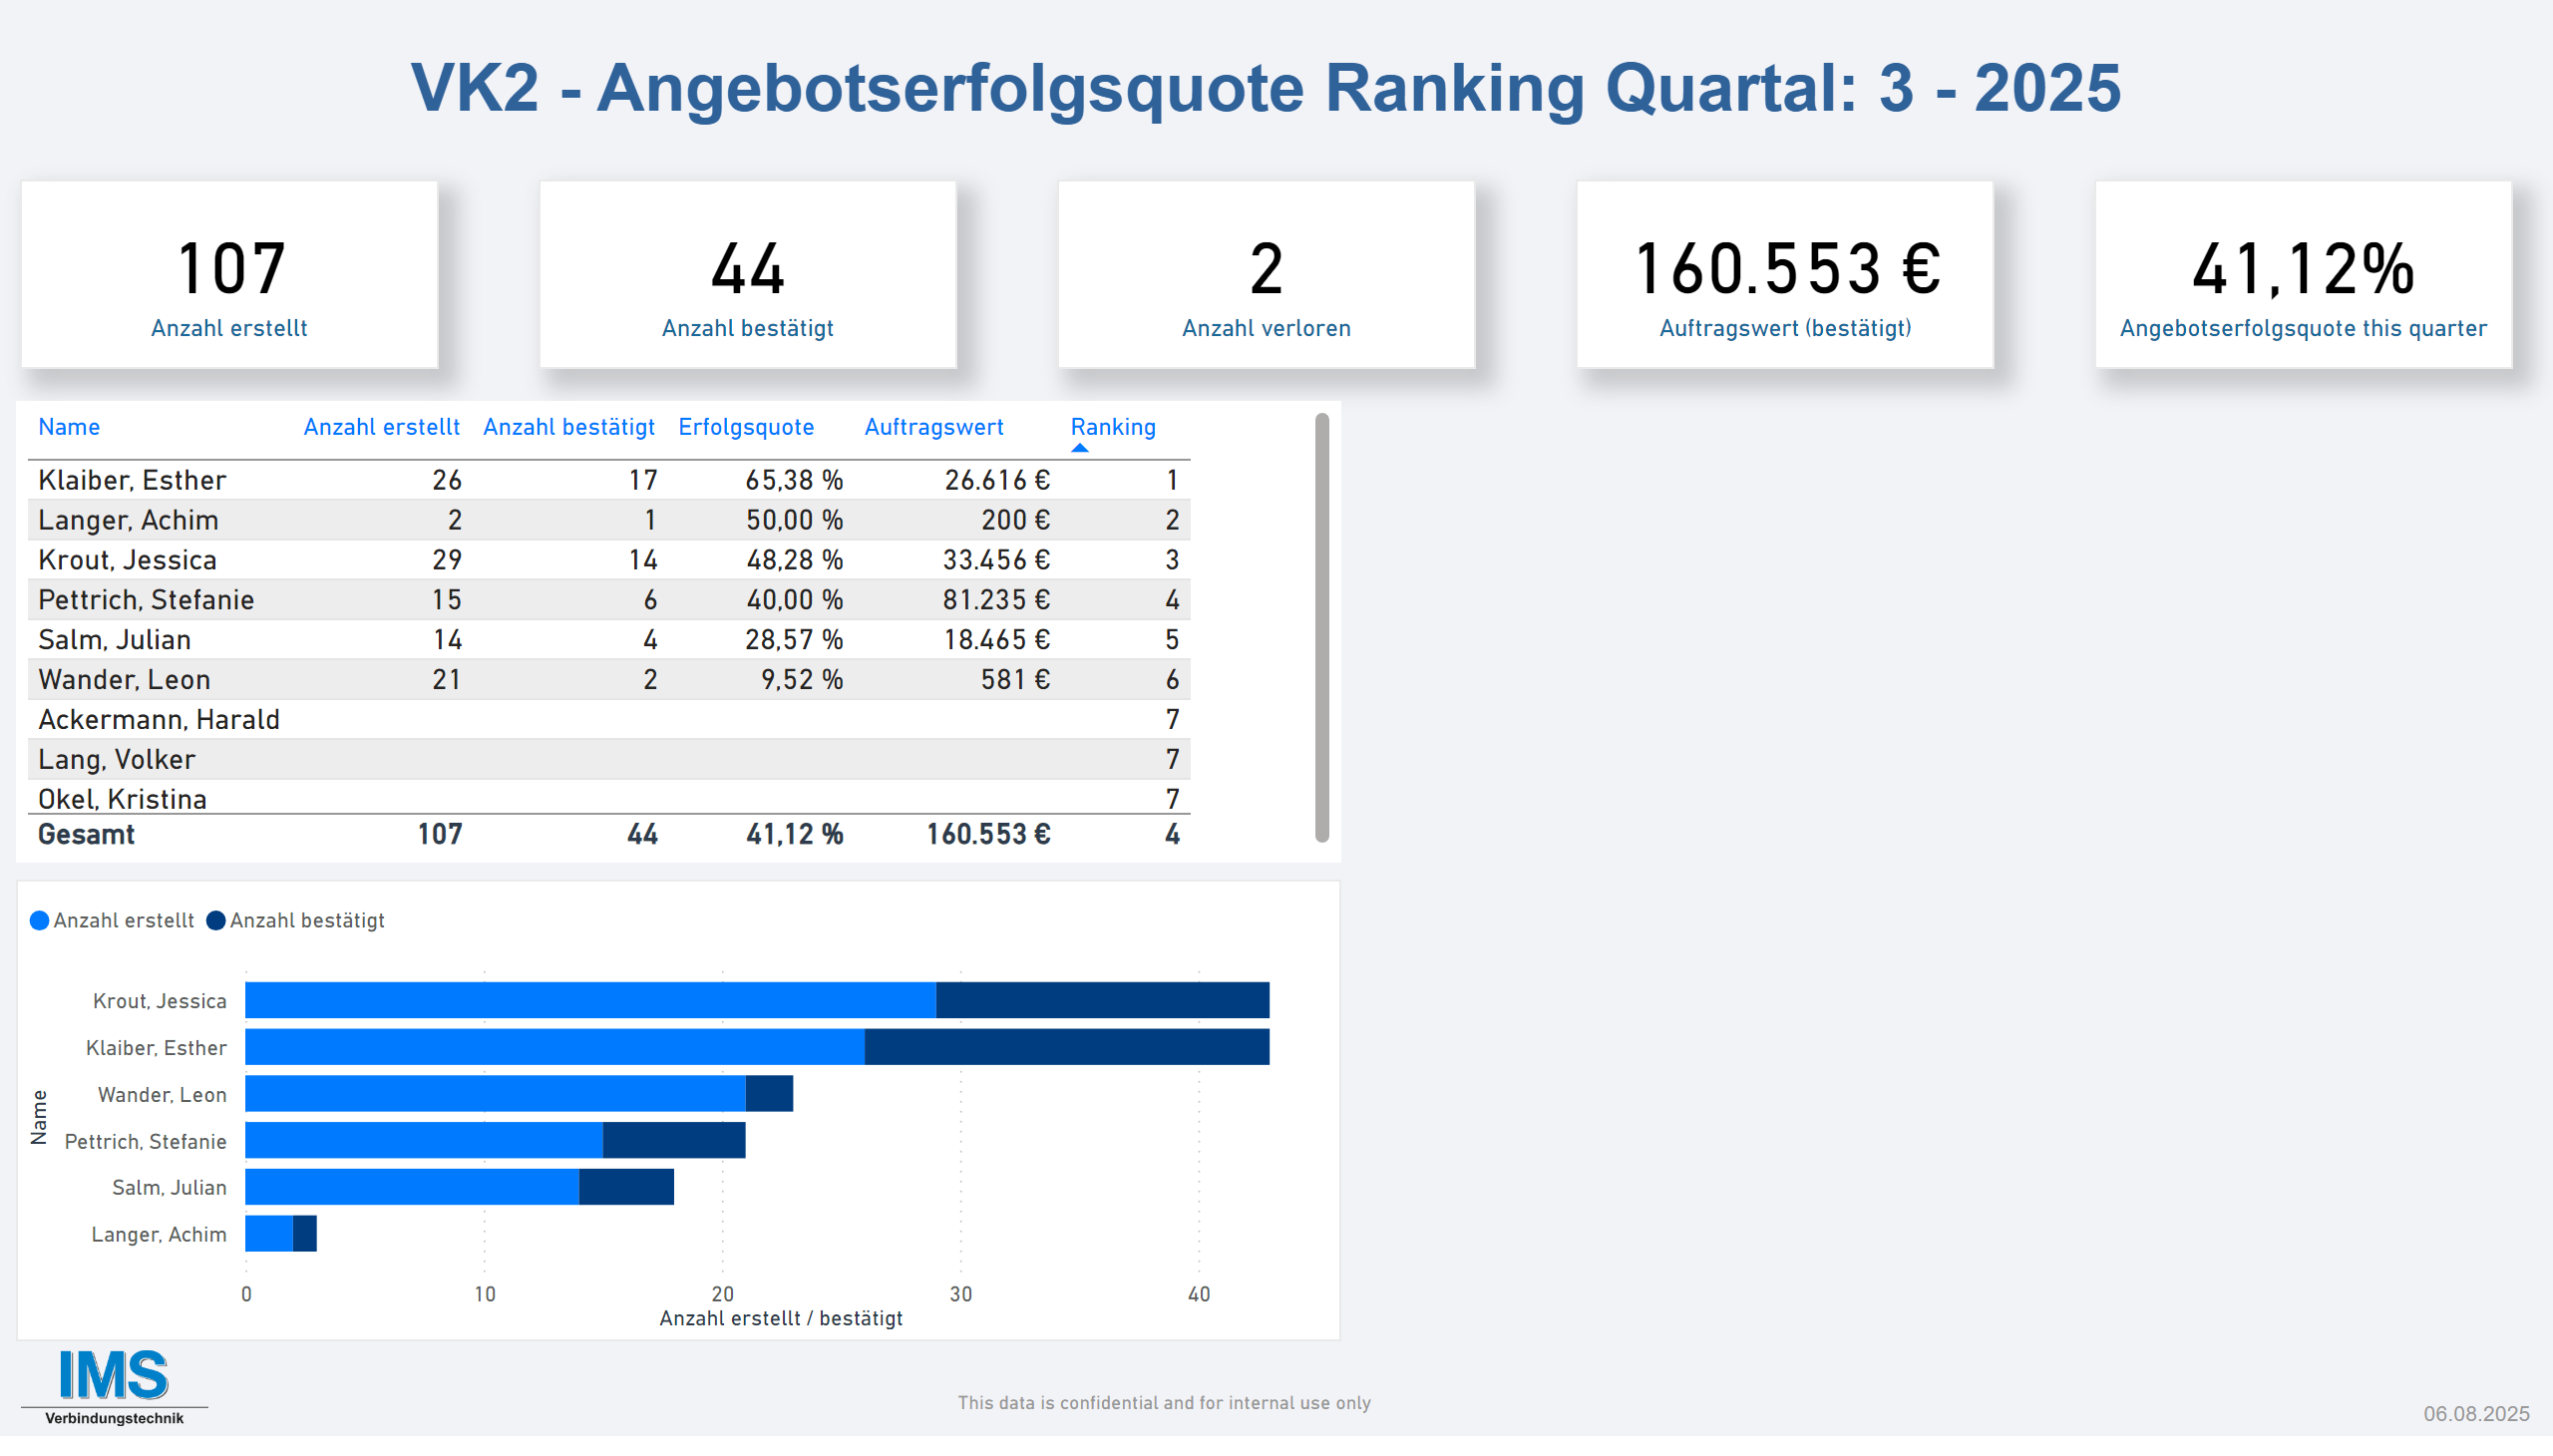 VK2 - Angebotserfolgsquote Ranking Quartal: 3 - 2025
107
Anzahl erstellt
44
Anzahl bestätigt
2
Anzahl verloren
160.553 €
Auftragswert (bestätigt)
41,12%
Angebotserfolgsquote this quarter
Name Anzahl erstellt Anzahl bestätigt Erfolgsquote Auftragswert Ranking
Klaiber, Esther 26 17 65,38 % 26.616 € 1
Langer, Achim 2 1 50,00 % 200 € 2
Krout, Jessica 29 14 48,28 % 33.456 € 3
Pettrich, Stefanie 15 6 40,00 % 81.235 € 4
Salm, Julian 14 4 28,57 % 18.465 € 5
Wander, Leon 21 2 9,52 % 581 € 6
Ackermann, Harald 7
Lang, Volker 7
Okel, Kristina 7
Gesamt 107 44 41,12 % 160.553 € 4
Anzahl erstellt Anzahl bestätigt
Name
Krout, Jessica
Klaiber, Esther
Wander, Leon
Pettrich, Stefanie
Salm, Julian
Langer, Achim
0 10 20 30 40
Anzahl erstellt / bestätigt
IMS
Verbindungstechnik
This data is confidential and for internal use only
06.08.2025